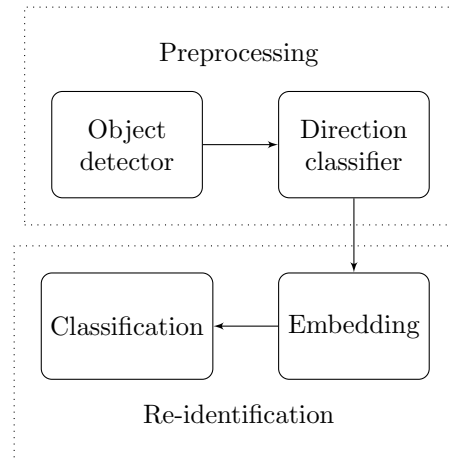 Preprocessing
Object
detector
Direction
classifier
Classification
Embedding
Re-identification